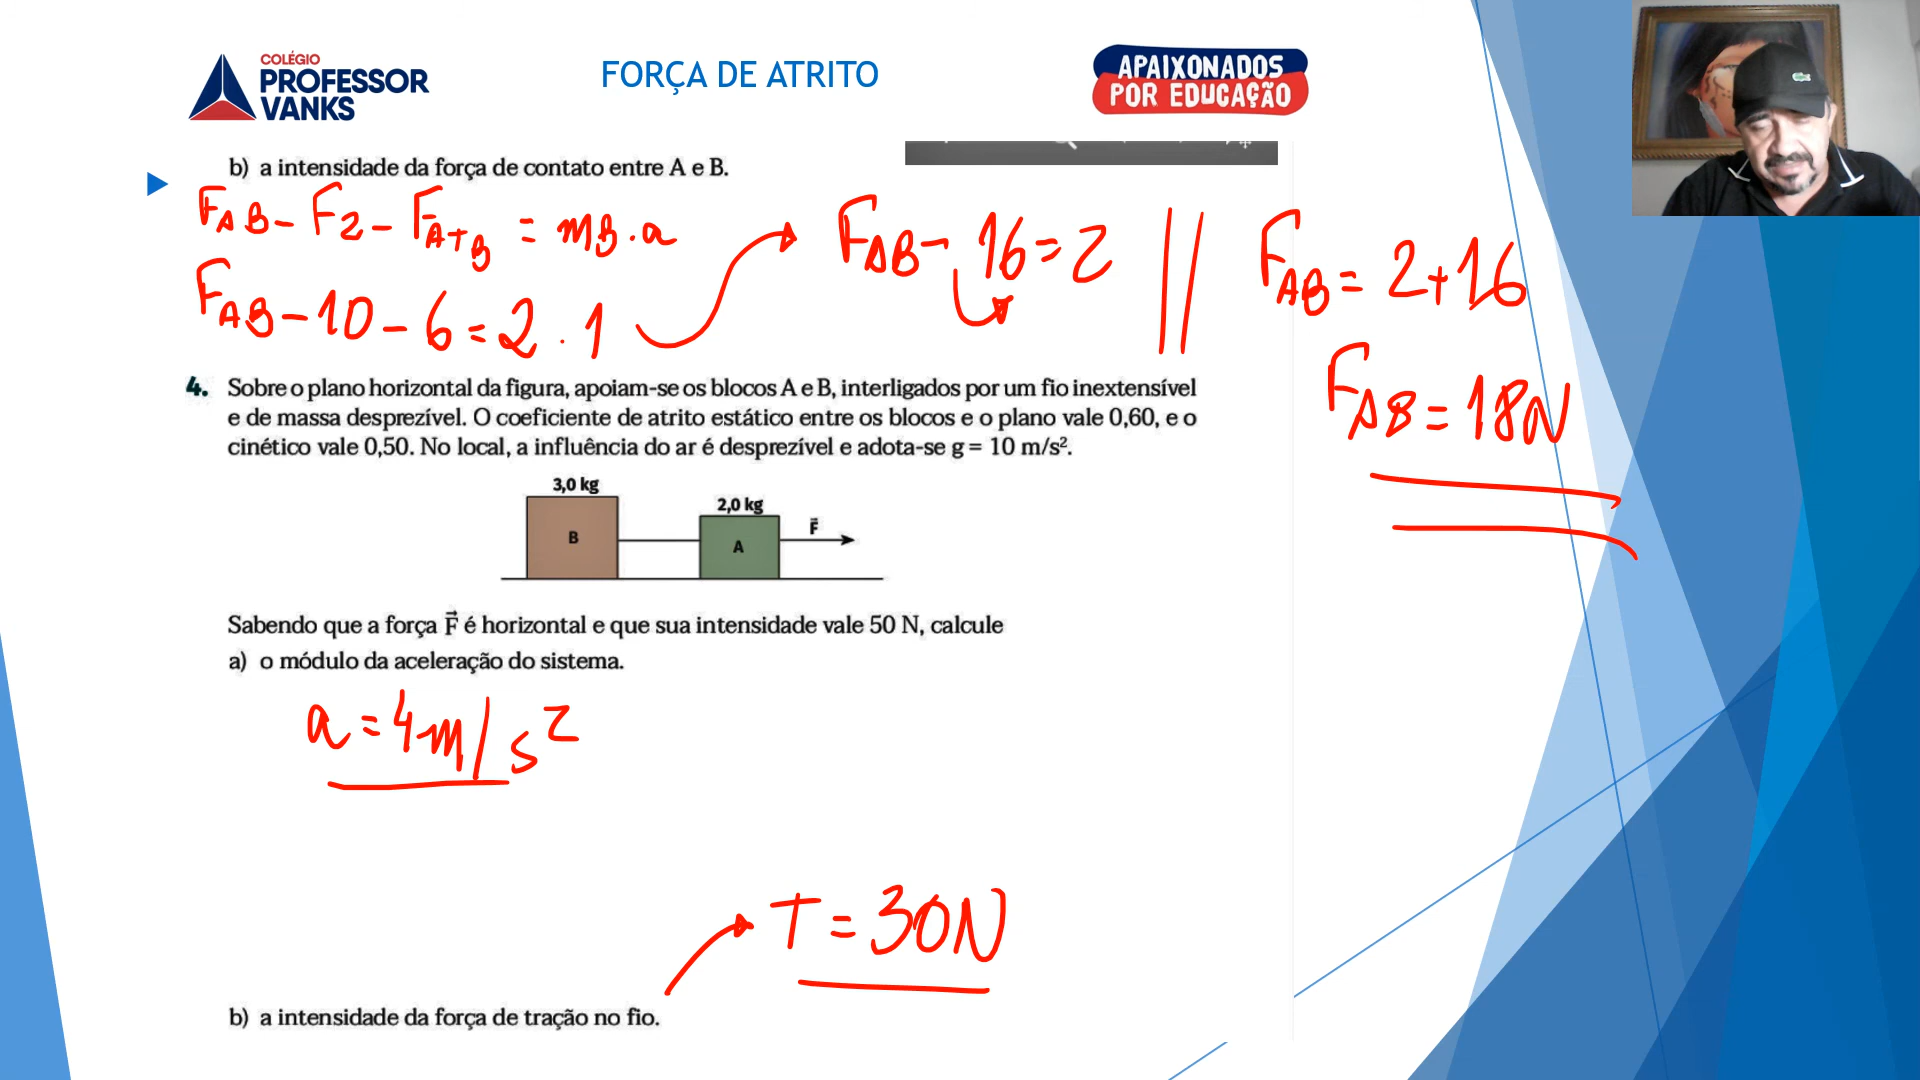 COLÉGIO
PROFESSOR
VANKS
FORÇA DE ATRITO
APAIXONADOS
POR EDUCAÇÃO
b) a intensidade da força de contato entre A e B.
FAB - F2 - FA+B = mB.a
FAB - 10 - 6 = 2.1
FAB - 16 = 2
FAB = 2+16
FAB = 18N
4. Sobre o plano horizontal da figura, apoiam-se os blocos A e B, interligados por um fio inextensível
e de massa desprezível. O coeficiente de atrito estático entre os blocos e o plano vale 0,60, e o
cinético vale 0,50. No local, a influência do ar é desprezível e adota-se g = 10 m/s².
3,0 kg
2,0 kg
F⃗
B
A
Sabendo que a força F⃗ é horizontal e que sua intensidade vale 50 N, calcule
a) o módulo da aceleração do sistema.
a = 4m/s²
T = 30N
b) a intensidade da força de tração no fio.